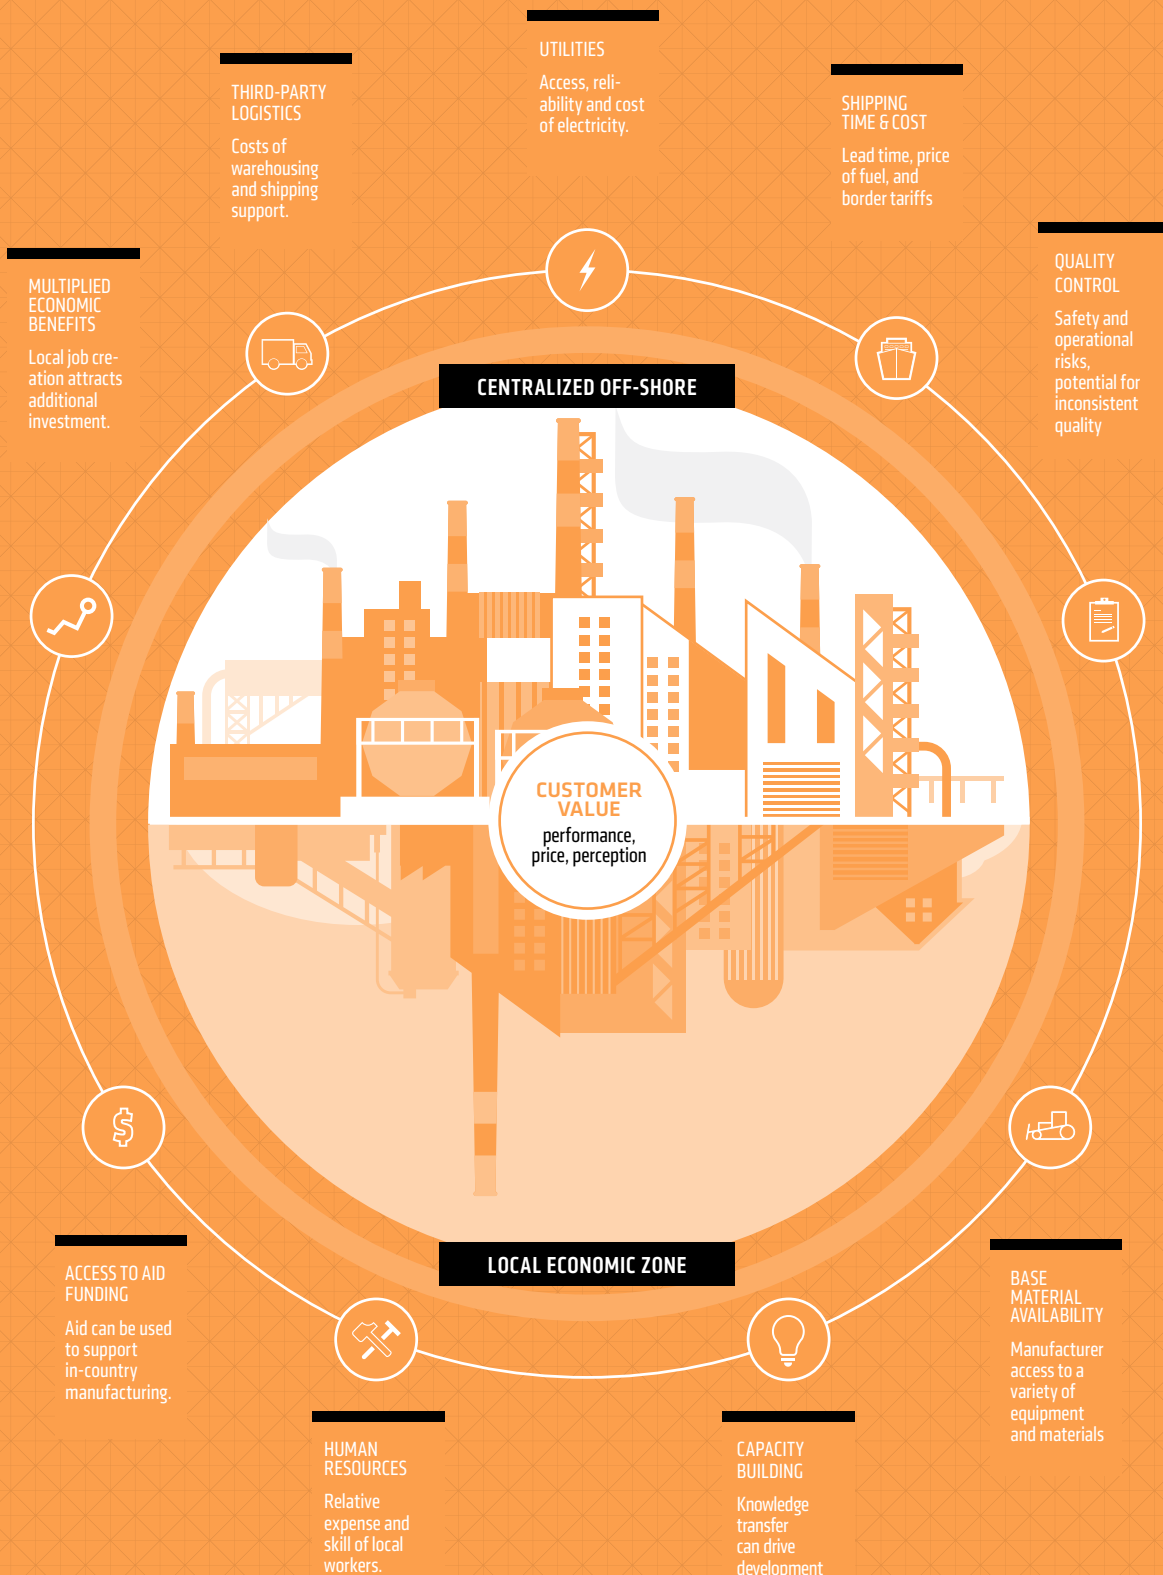 UTILITIES
Access, reli-
ability and cost
of electricity.
THIRD-PARTY
LOGISTICS
Costs of
warehousing
and shipping
support.
SHIPPING
TIME & COST
Lead time, price
of fuel, and
border tariffs
MULTIPLIED
ECONOMIC
BENEFITS
Local job cre-
ation attracts
additional
investment.
QUALITY
CONTROL
Safety and
operational
risks,
potential for
inconsistent
quality
CENTRALIZED OFF-SHORE
CUSTOMER
VALUE
performance,
price, perception
LOCAL ECONOMIC ZONE
ACCESS TO AID
FUNDING
Aid can be used
to support
in-country
manufacturing.
BASE
MATERIAL
AVAILABILITY
Manufacturer
access to a
variety of
equipment
and materials
HUMAN
RESOURCES
Relative
expense and
skill of local
workers.
CAPACITY
BUILDING
Knowledge
transfer
can drive
development